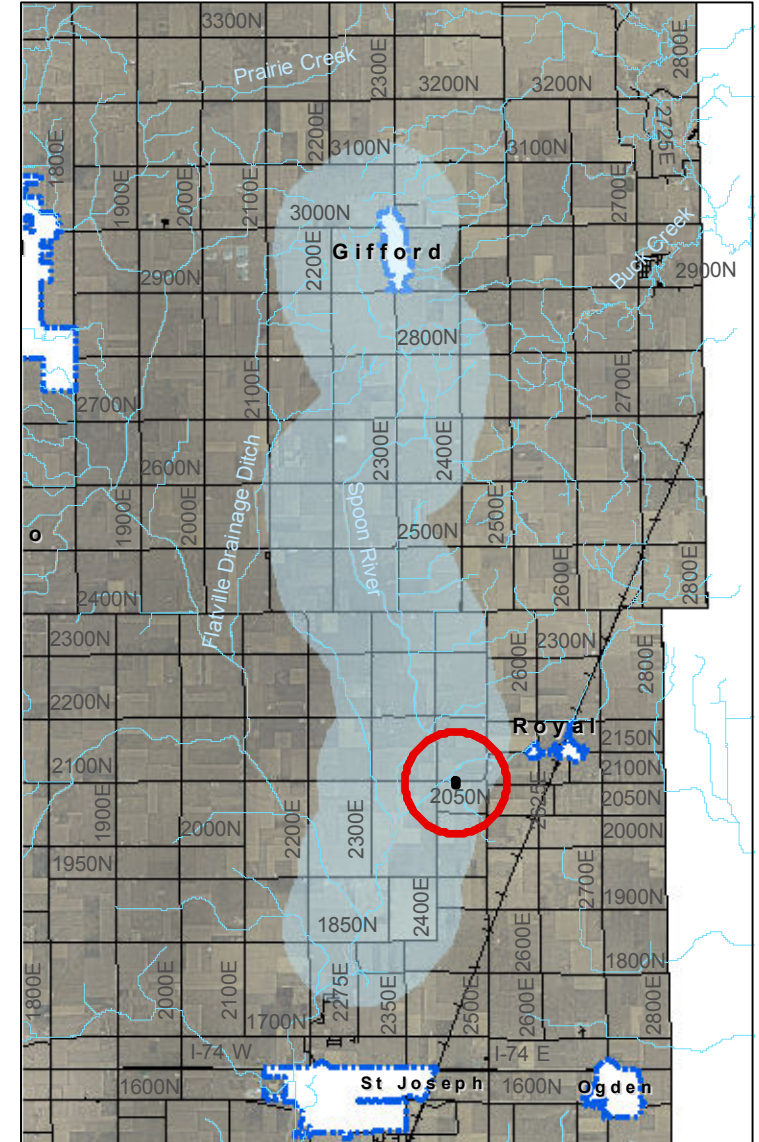 3300N
Prairie Creek
2300E
2800E
3200N
3200N
2725E
1800E
2200E
3100N
3100N
1900E
2000E
2100E
2700E
3000N
Gifford
2200E
Buck Creek
2900N
2900N
2800N
2100E
2700E
2700N
2300E
2400E
Flatville Drainage Ditch
2600N
1900E
2000E
Spoon River
2500E
2500N
o
2600E
2800E
2400N
2300N
2600E
2300N
2800E
2200N
Royal
2150N
2100N
2100N
2050N
2625E
2050N
1900E
2000N
2200E
2300E
2000N
1950N
2700E
2400E
1900N
1850N
2600E
1800N
1800E
2000E
2100E
2275E
2350E
2500E
2600E
2800E
1700N
I-74 W
I-74 E
1600N
St Joseph
1600N
Ogden